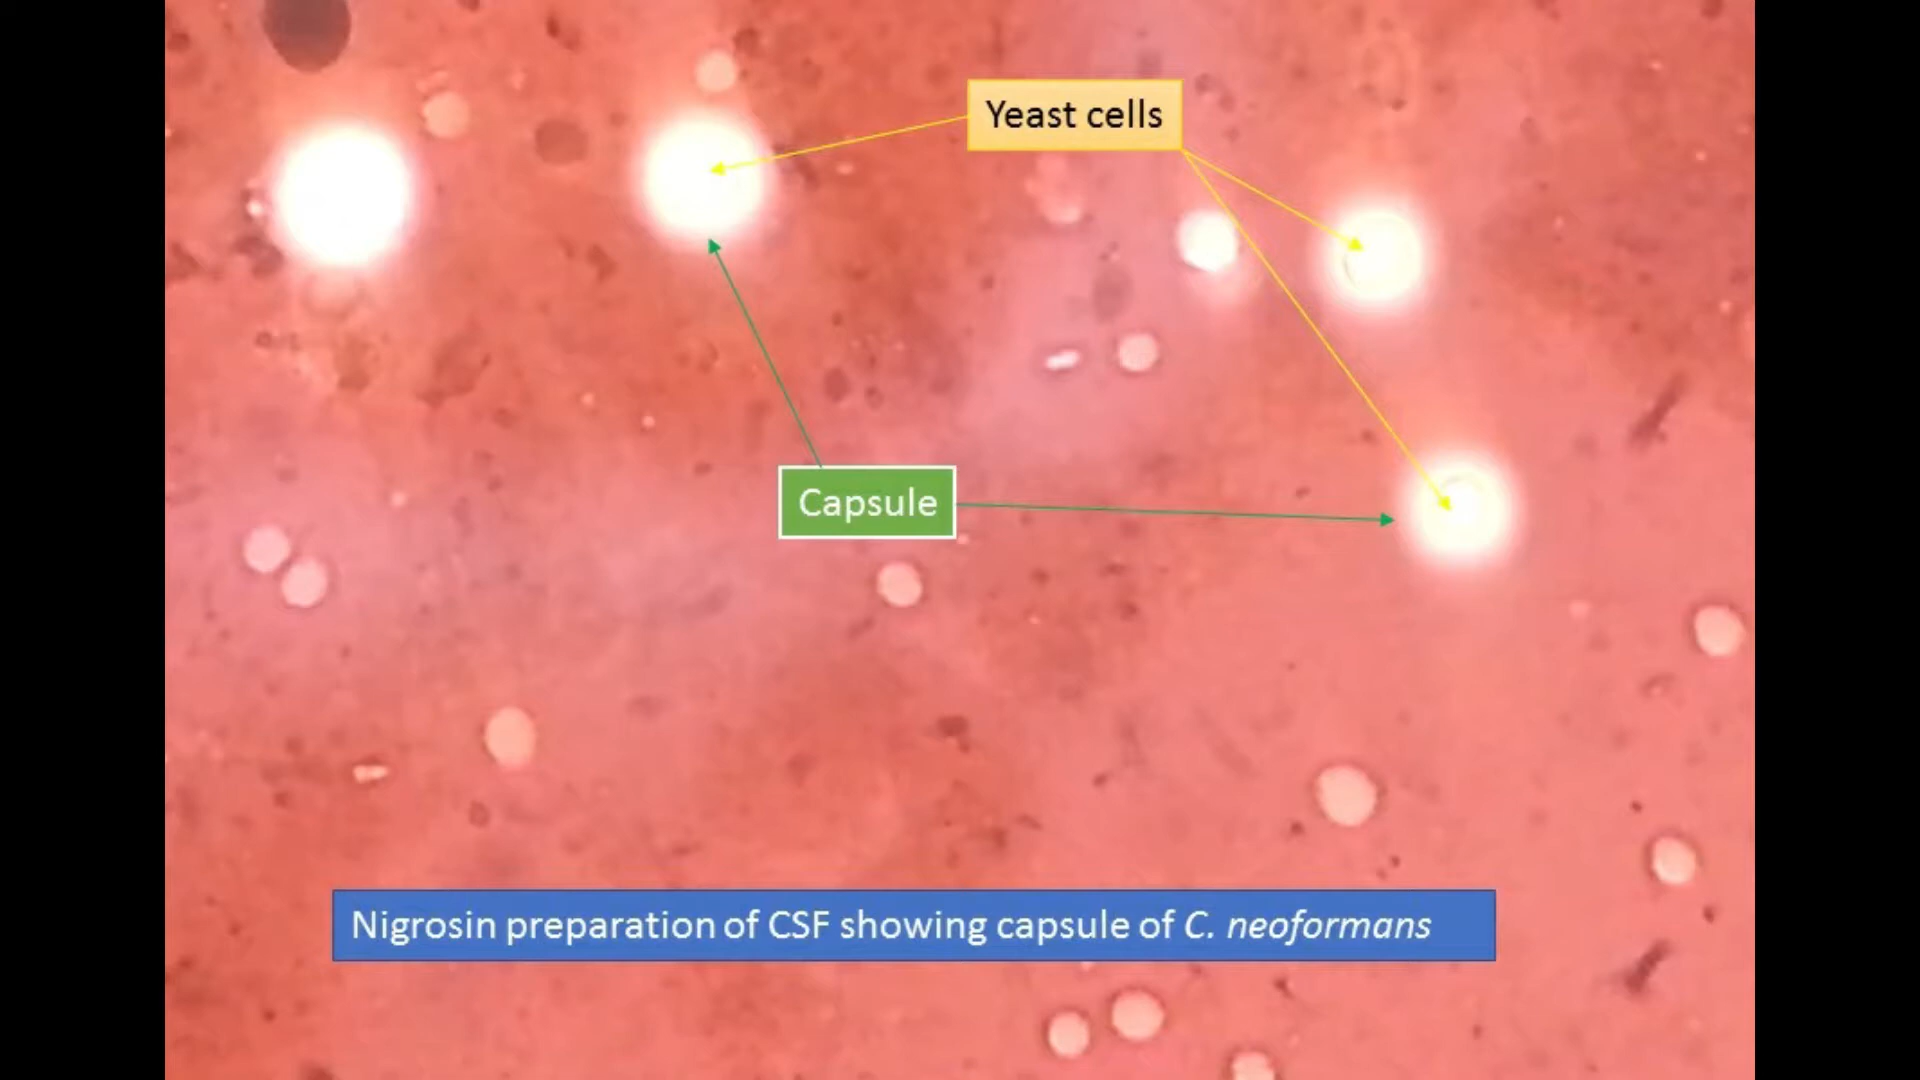 Yeast cells
Capsule
Nigrosin preparation of CSF showing capsule of C. neoformans